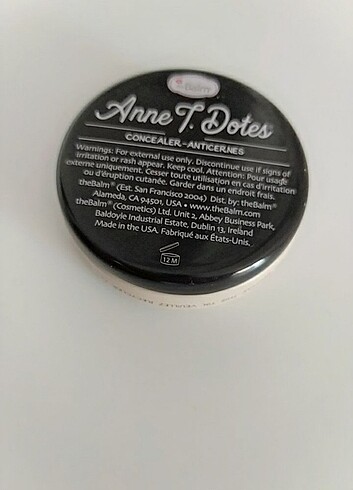 theBalm
Anne T. Dotes
CONCEALER-ANTICERNES
Warnings: For external use only. Discontinue use if signs of
irritation or rash appear. Keep cool. Attention: Pour usage
externe uniquement. Cesser toute utilisation en cas d'irritation
ou d'éruption cutanée. Garder dans un endroit frais.
theBalm® (Est. San Francisco 2004) Dist. by: theBalm®
Alameda, CA 94501, USA • www.theBalm.com
theBalm® (Cosmetics) Ltd. Unit 2, Abbey Business Park,
Baldoyle Industrial Estate, Dublin 13, Ireland
Made in the USA. Fabriqué aux États-Unis.
12 M